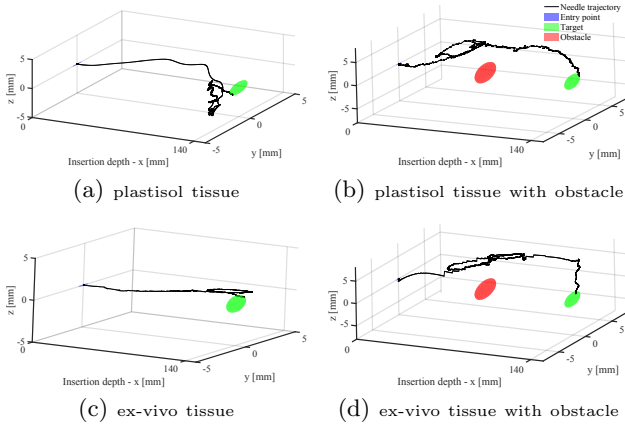 Needle trajectory
Entry point
Target
Obstacle
5
0
-5
z [mm]
0
Insertion depth - x [mm]
140
-5
0
5
y [mm]
(a) plastisol tissue
5
0
-5
z [mm]
0
Insertion depth - x [mm]
140
-5
0
5
y [mm]
(b) plastisol tissue with obstacle
5
0
-5
z [mm]
0
Insertion depth - x [mm]
140
-5
0
5
y [mm]
(c) ex-vivo tissue
5
0
-5
z [mm]
0
Insertion depth - x [mm]
140
-5
0
5
y [mm]
(d) ex-vivo tissue with obstacle